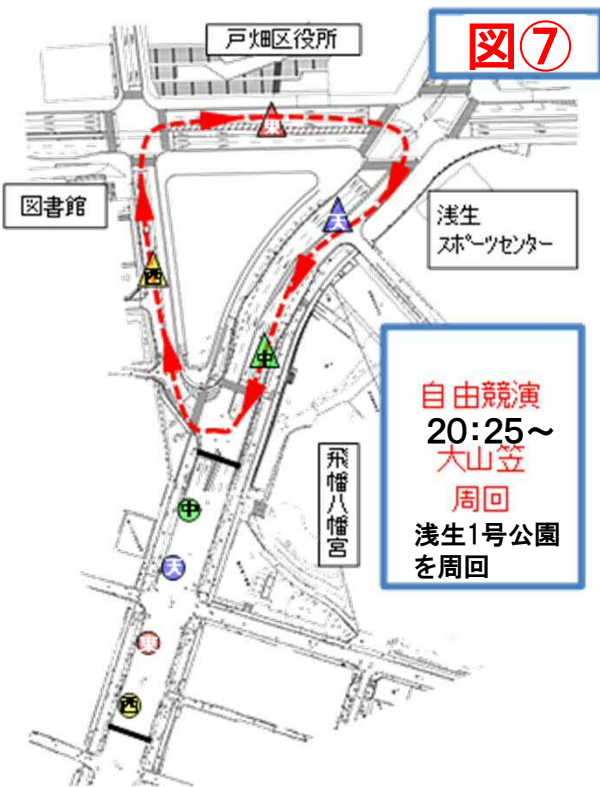 戸畑区役所
図⑦
東
図書館
天
浅生
スポーツセンター
西
中
自由競演
20:25～
大山笠
周回
浅生1号公園
を周回
飛幡八幡宮
中
天
東
西